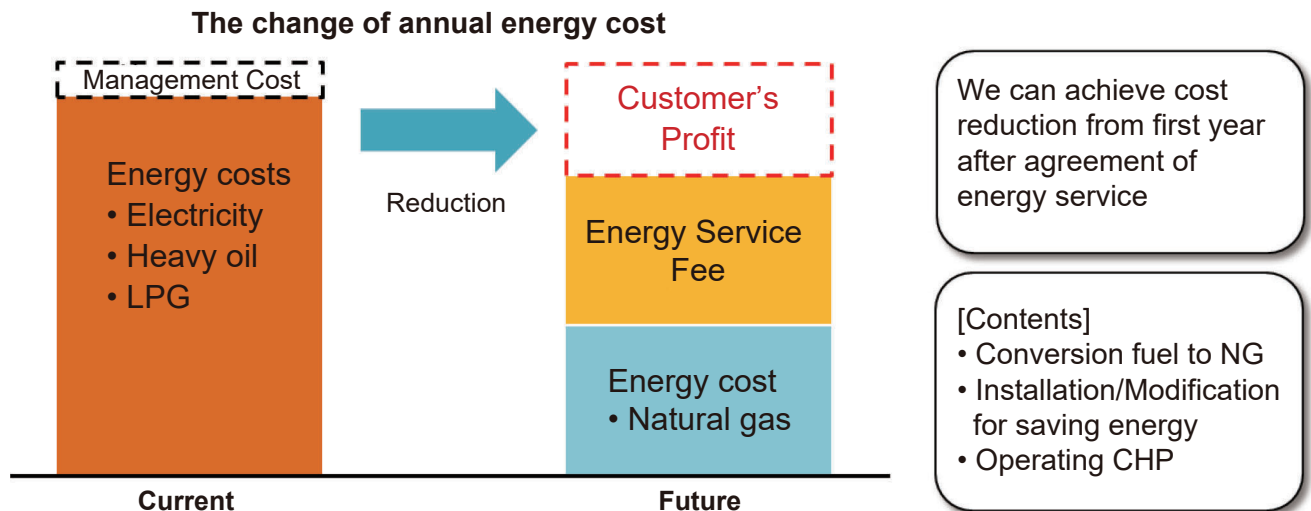 The change of annual energy cost
Management Cost
Energy costs
• Electricity
• Heavy oil
• LPG
Reduction
Customer's
Profit
Energy Service
Fee
Energy cost
• Natural gas
Current
Future
We can achieve cost
reduction from first year
after agreement of
energy service
[Contents]
• Conversion fuel to NG
• Installation/Modification
for saving energy
• Operating CHP